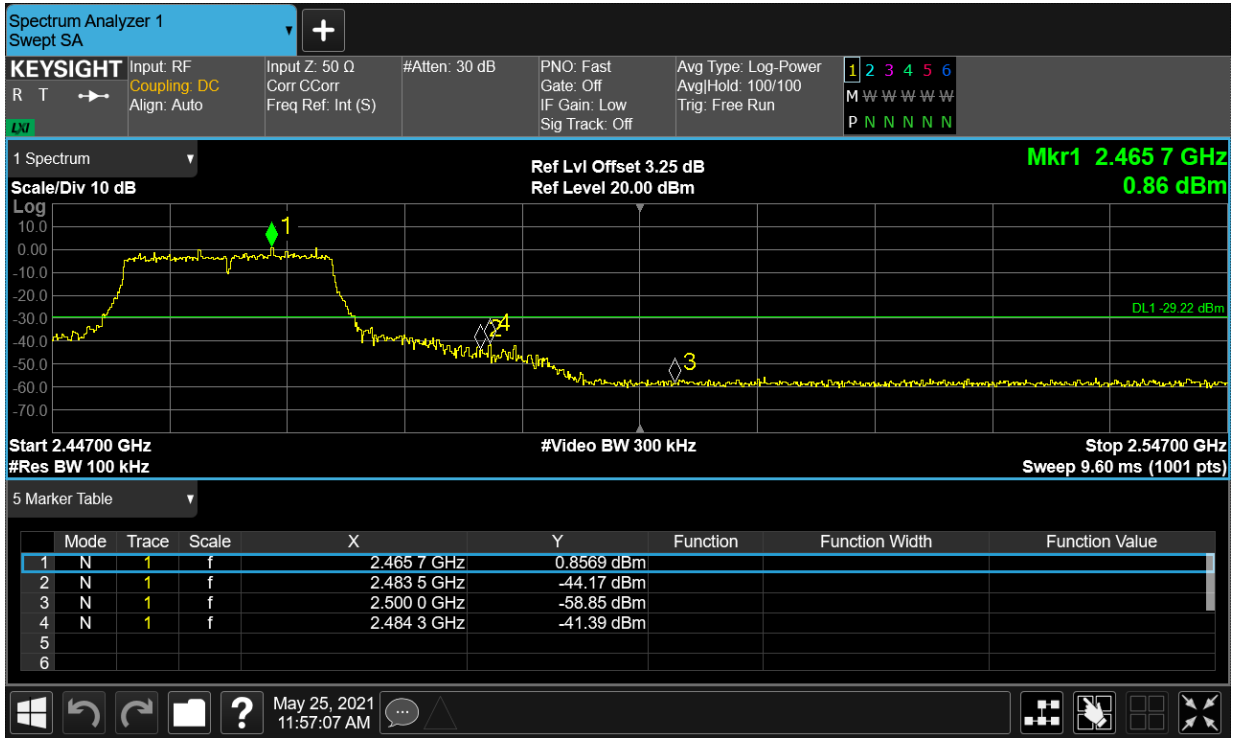 Spectrum Analyzer 1
Swept SA
KEYSIGHT
R T
LXI
Input: RF
Coupling: DC
Align: Auto
Input Z: 50 Ω
Corr CCorr
Freq Ref: Int (S)
#Atten: 30 dB
PNO: Fast
Gate: Off
IF Gain: Low
Sig Track: Off
Avg Type: Log-Power
Avg|Hold: 100/100
Trig: Free Run
1 2 3 4 5 6
M W W W W W
P N N N N N
1 Spectrum
Scale/Div 10 dB
Ref Lvl Offset 3.25 dB
Ref Level 20.00 dBm
Mkr1 2.465 7 GHz
0.86 dBm
Log
10.0
0.00
-10.0
-20.0
-30.0
-40.0
-50.0
-60.0
-70.0
1
2
4
3
DL1 -29.22 dBm
Start 2.44700 GHz
#Res BW 100 kHz
#Video BW 300 kHz
Stop 2.54700 GHz
Sweep 9.60 ms (1001 pts)
5 Marker Table
Mode Trace Scale X Y Function Function Width Function Value
1 N 1 f 2.465 7 GHz 0.8569 dBm
2 N 1 f 2.483 5 GHz -44.17 dBm
3 N 1 f 2.500 0 GHz -58.85 dBm
4 N 1 f 2.484 3 GHz -41.39 dBm
5
6
?
May 25, 2021
11:57:07 AM